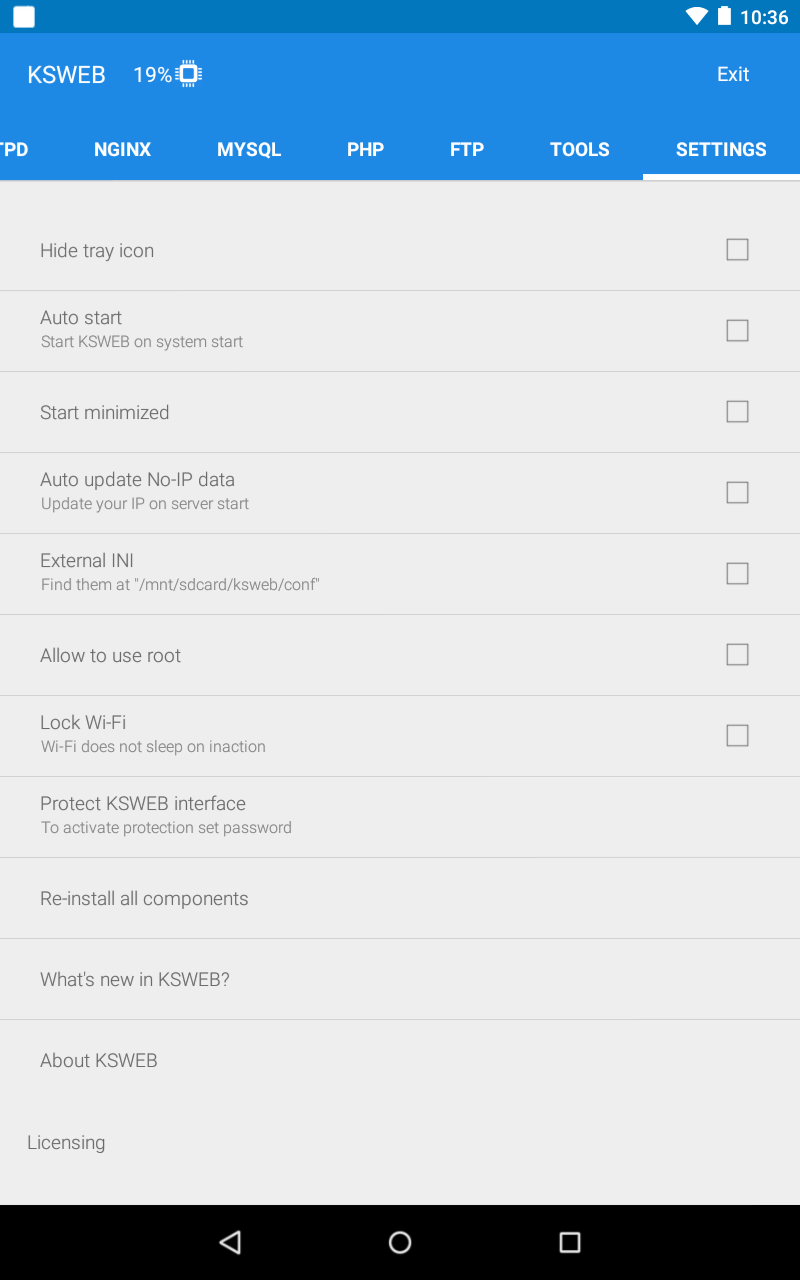 10:36
KSWEB 19% Exit
TPD NGINX MYSQL PHP FTP TOOLS SETTINGS
Hide tray icon
Auto start
Start KSWEB on system start
Start minimized
Auto update No-IP data
Update your IP on server start
External INI
Find them at "/mnt/sdcard/ksweb/conf"
Allow to use root
Lock Wi-Fi
Wi-Fi does not sleep on inaction
Protect KSWEB interface
To activate protection set password
Re-install all components
What's new in KSWEB?
About KSWEB
Licensing